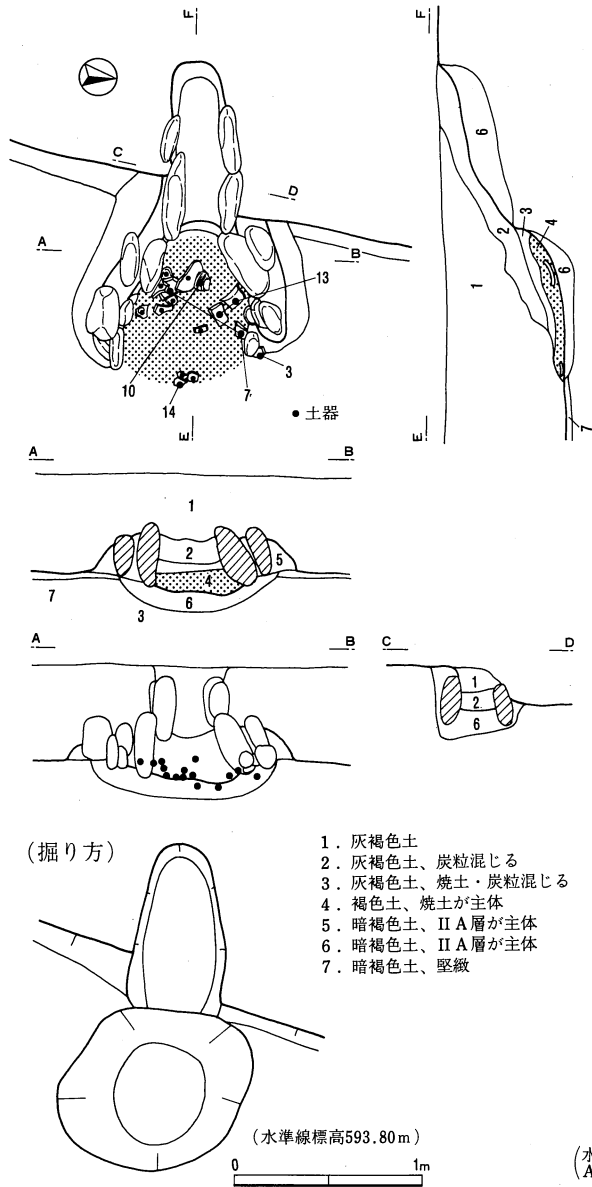 F
F
C
D
A
B
6
3
4
2
6
1
13
10
7
3
14
● 土器
E
E
7
A
B
1
2
5
4
7
6
3
A
B
C
D
1
2
6
(掘り方)
1．灰褐色土
2．灰褐色土、炭粒混じる
3．灰褐色土、焼土・炭粒混じる
4．褐色土、焼土が主体
5．暗褐色土、ⅡA層が主体
6．暗褐色土、ⅡA層が主体
7．暗褐色土、堅緻
(水準線標高593.80m)
0
1m
(水
A